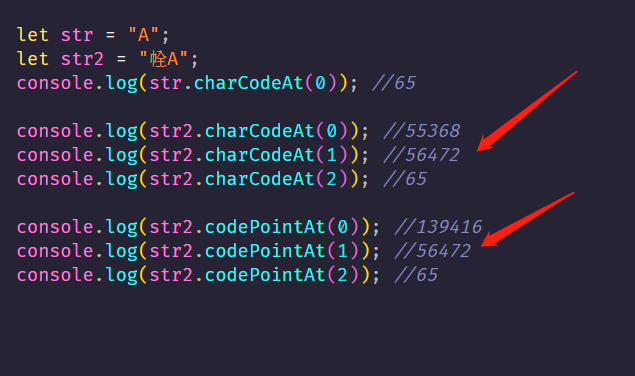 let str = "A";
let str2 = "𢂘A";
console.log(str.charCodeAt(0)); //65
console.log(str2.charCodeAt(0)); //55368
console.log(str2.charCodeAt(1)); //56472
console.log(str2.charCodeAt(2)); //65
console.log(str2.codePointAt(0)); //139416
console.log(str2.codePointAt(1)); //56472
console.log(str2.codePointAt(2)); //65